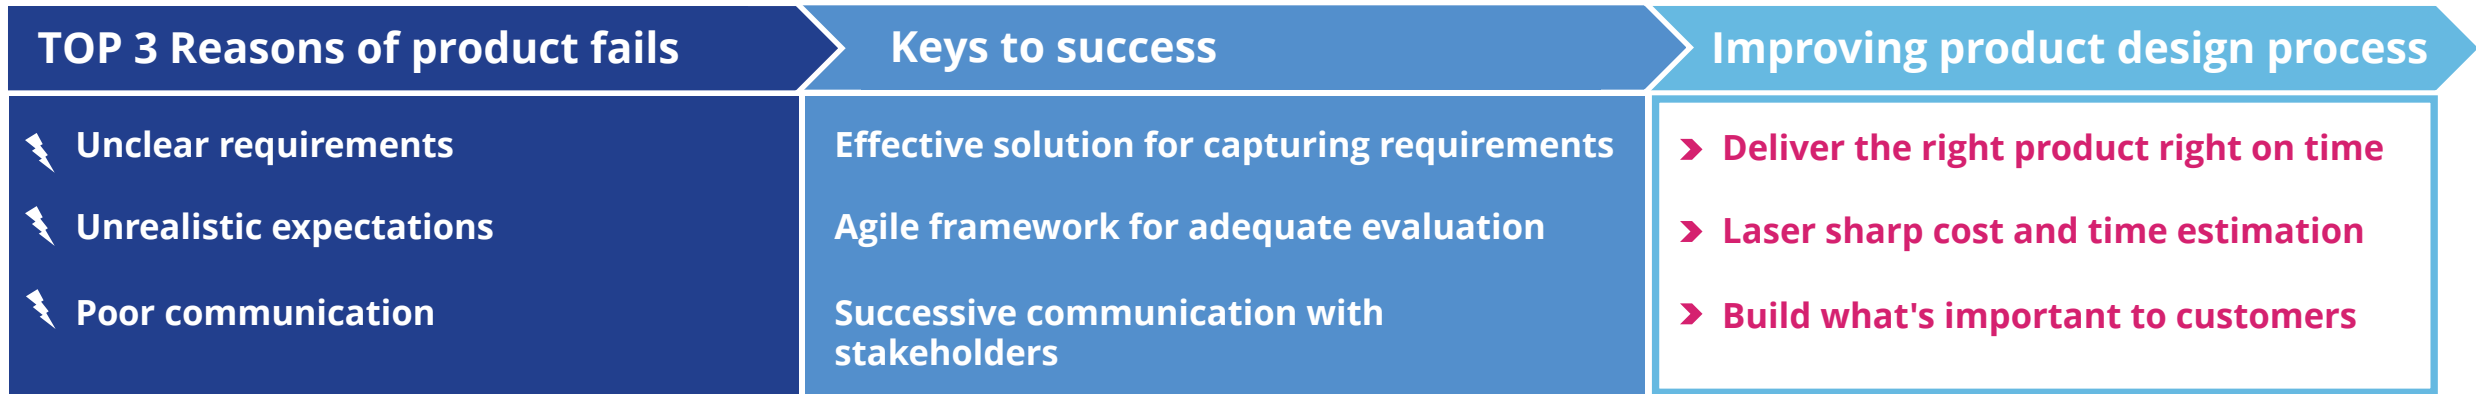 TOP 3 Reasons of product fails
Unclear requirements
Unrealistic expectations
Poor communication
Keys to success
Effective solution for capturing requirements
Agile framework for adequate evaluation
Successive communication with
stakeholders
Improving product design process
Deliver the right product right on time
Laser sharp cost and time estimation
Build what's important to customers